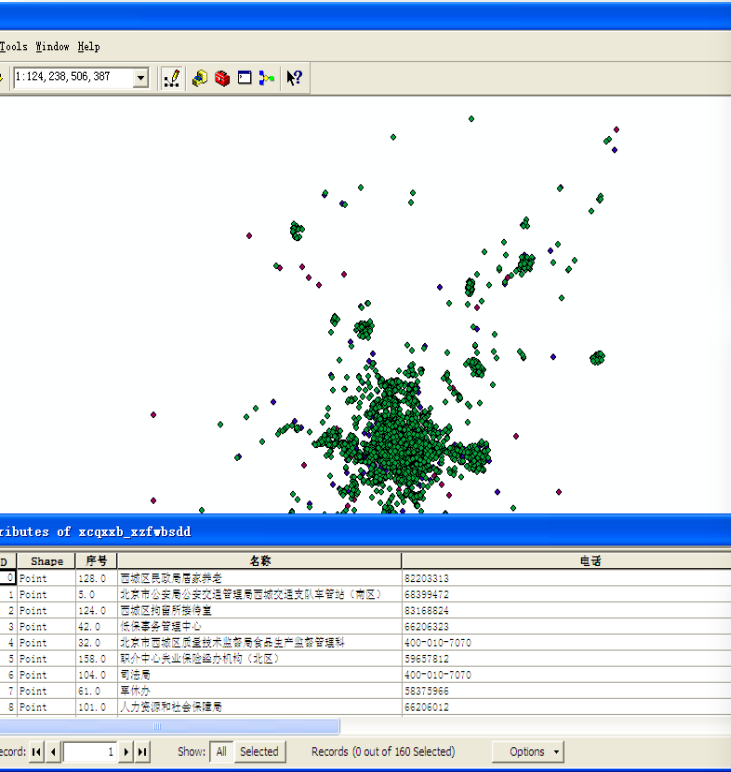 Tools Window Help
1:124,238,506,387
ributes of xcqxxb_xzfwbsdd
D Shape 序号 名称 电话
0 Point 128.0 西城区民政局居家养老 82203313
1 Point 5.0 北京市公安局公安交通管理局西城交通支队车管站（南区） 68399472
2 Point 124.0 西城区拘留所接待室 83168824
3 Point 42.0 低保事务管理中心 66206323
4 Point 32.0 北京市西城区质量技术监督局食品生产监督管理科 400-010-7070
5 Point 158.0 职介中心失业保险经办机构（北区） 59657812
6 Point 104.0 司法局 400-010-7070
7 Point 61.0 军休办 58375966
8 Point 101.0 人力资源和社会保障局 66206012
ecord: 1 Show: All Selected Records (0 out of 160 Selected) Options